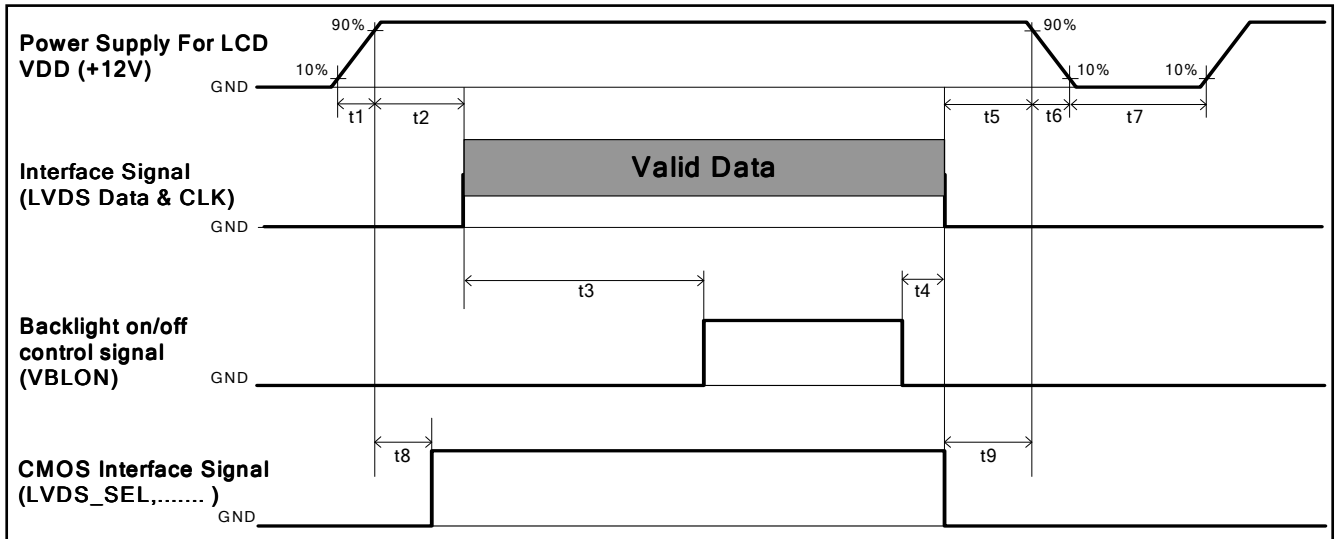 Power Supply For LCD
VDD (+12V)
90%
90%
10%
10%
10%
GND
t1
t2
t5
t6
t7
Interface Signal
(LVDS Data & CLK)
Valid Data
GND
t3
t4
Backlight on/off
control signal
(VBLON)
GND
t8
t9
CMOS Interface Signal
(LVDS_SEL,....... )
GND